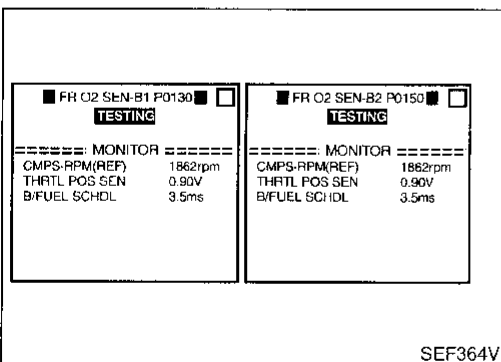 FR O2 SEN-B1 P0130
TESTING
====== MONITOR ======
CMPS-RPM(REF) 1862rpm
THRTL POS SEN 0.90V
B/FUEL SCHDL 3.5ms
FR O2 SEN-B2 P0150
TESTING
====== MONITOR ======
CMPS-RPM(REF) 1862rpm
THRTL POS SEN 0.90V
B/FUEL SCHDL 3.5ms
SEF364V